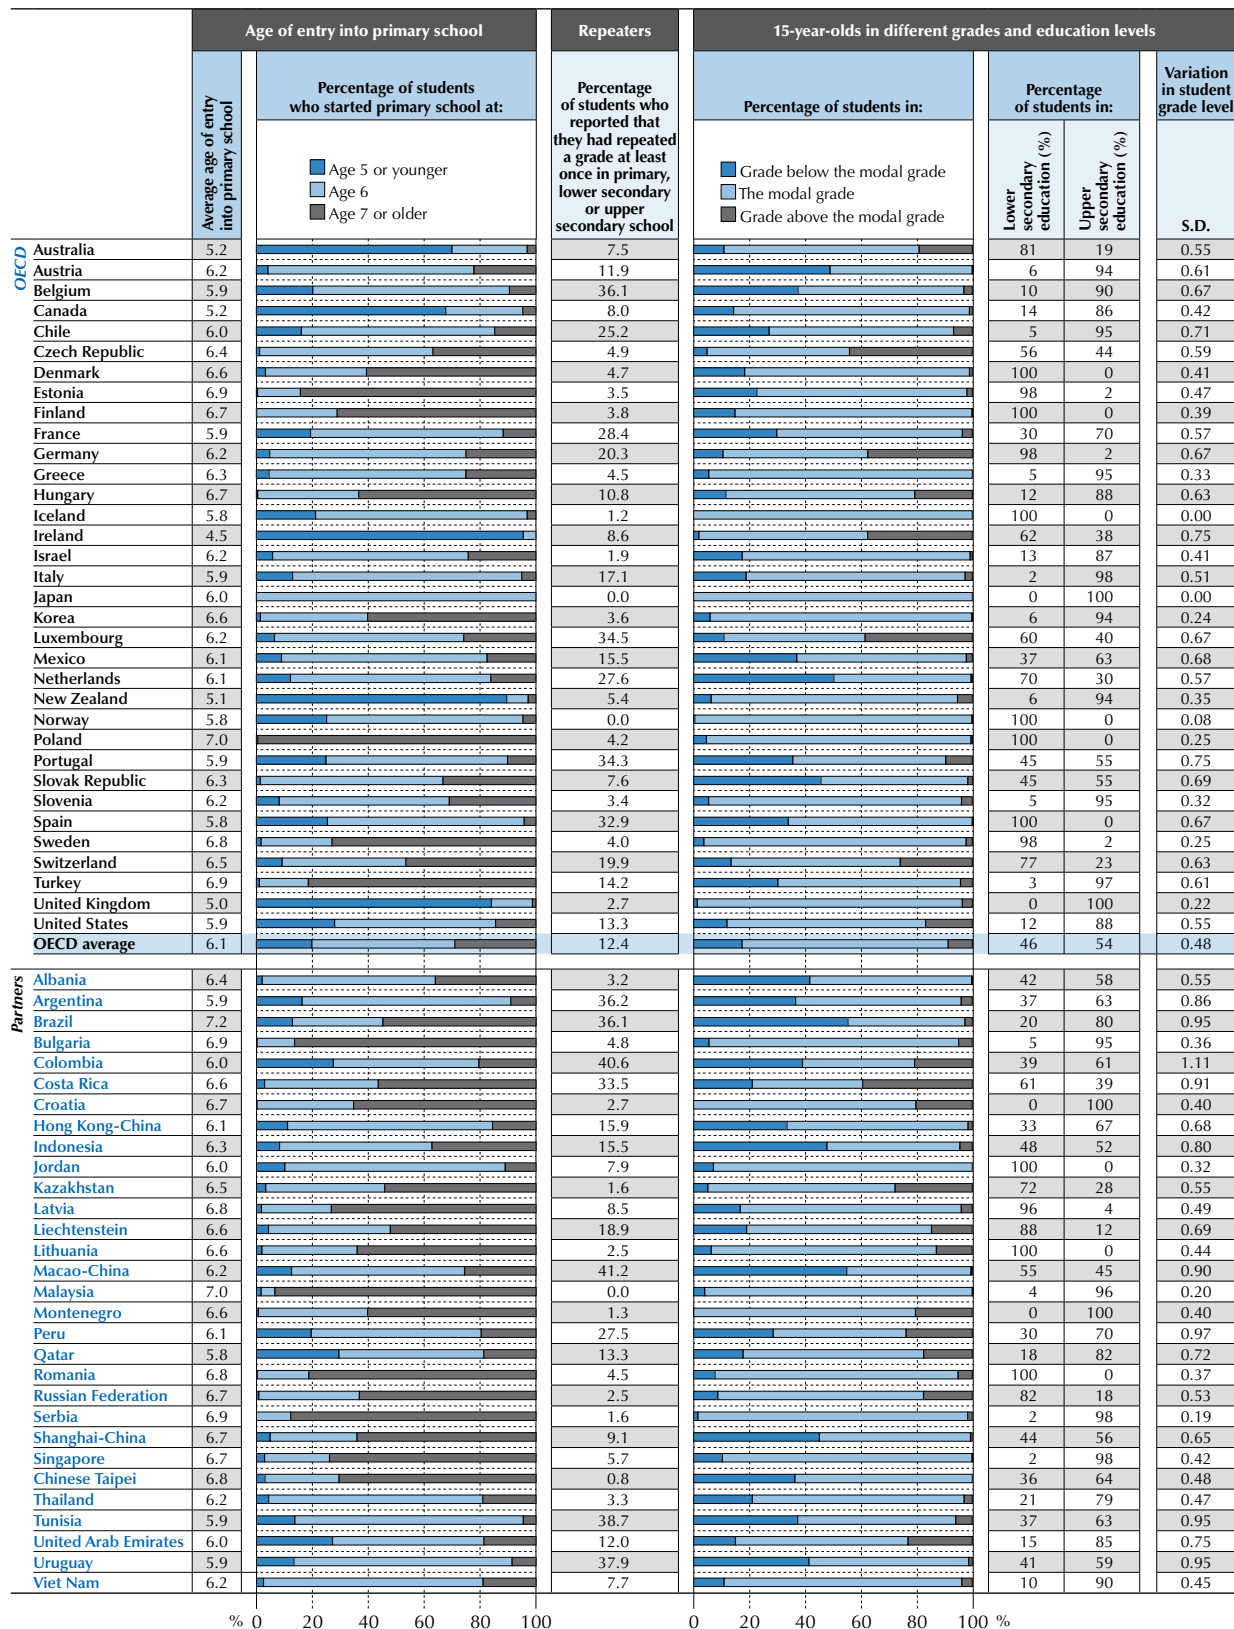 Age of entry into primary school Repeaters 15-year-olds in different grades and education levels
Average age of entry into primary school
Percentage of students
who started primary school at:
Age 5 or younger
Age 6
Age 7 or older
Percentage
of students who
reported that
they had repeated
a grade at least
once in primary,
lower secondary
or upper
secondary school
Percentage of students in:
Grade below the modal grade
The modal grade
Grade above the modal grade
Percentage
of students in:
Lower
secondary
education (%)
Upper
secondary
education (%)
Variation
in student
grade level
S.D.
OECD
Australia 5.2 7.5 81 19 0.55
Austria 6.2 11.9 6 94 0.61
Belgium 5.9 36.1 10 90 0.67
Canada 5.2 8.0 14 86 0.42
Chile 6.0 25.2 5 95 0.71
Czech Republic 6.4 4.9 56 44 0.59
Denmark 6.6 4.7 100 0 0.41
Estonia 6.9 3.5 98 2 0.47
Finland 6.7 3.8 100 0 0.39
France 5.9 28.4 30 70 0.57
Germany 6.2 20.3 98 2 0.67
Greece 6.3 4.5 5 95 0.33
Hungary 6.7 10.8 12 88 0.63
Iceland 5.8 1.2 100 0 0.00
Ireland 4.5 8.6 62 38 0.75
Israel 6.2 1.9 13 87 0.41
Italy 5.9 17.1 2 98 0.51
Japan 6.0 0.0 0 100 0.00
Korea 6.6 3.6 6 94 0.24
Luxembourg 6.2 34.5 60 40 0.67
Mexico 6.1 15.5 37 63 0.68
Netherlands 6.1 27.6 70 30 0.57
New Zealand 5.1 5.4 6 94 0.35
Norway 5.8 0.0 100 0 0.08
Poland 7.0 4.2 100 0 0.25
Portugal 5.9 34.3 45 55 0.75
Slovak Republic 6.3 7.6 45 55 0.69
Slovenia 6.2 3.4 5 95 0.32
Spain 5.8 32.9 100 0 0.67
Sweden 6.8 4.0 98 2 0.25
Switzerland 6.5 19.9 77 23 0.63
Turkey 6.9 14.2 3 97 0.61
United Kingdom 5.0 2.7 0 100 0.22
United States 5.9 13.3 12 88 0.55
OECD average 6.1 12.4 46 54 0.48
Partners
Albania 6.4 3.2 42 58 0.55
Argentina 5.9 36.2 37 63 0.86
Brazil 7.2 36.1 20 80 0.95
Bulgaria 6.9 4.8 5 95 0.36
Colombia 6.0 40.6 39 61 1.11
Costa Rica 6.6 33.5 61 39 0.91
Croatia 6.7 2.7 0 100 0.40
Hong Kong-China 6.1 15.9 33 67 0.68
Indonesia 6.3 15.5 48 52 0.80
Jordan 6.0 7.9 100 0 0.32
Kazakhstan 6.5 1.6 72 28 0.55
Latvia 6.8 8.5 96 4 0.49
Liechtenstein 6.6 18.9 88 12 0.69
Lithuania 6.6 2.5 100 0 0.44
Macao-China 6.2 41.2 55 45 0.90
Malaysia 7.0 0.0 4 96 0.20
Montenegro 6.6 1.3 0 100 0.40
Peru 6.1 27.5 30 70 0.97
Qatar 5.8 13.3 18 82 0.72
Romania 6.8 4.5 100 0 0.37
Russian Federation 6.7 2.5 82 18 0.53
Serbia 6.9 1.6 2 98 0.19
Shanghai-China 6.7 9.1 44 56 0.65
Singapore 6.7 5.7 2 98 0.42
Chinese Taipei 6.8 0.8 36 64 0.48
Thailand 6.2 3.3 21 79 0.47
Tunisia 5.9 38.7 37 63 0.95
United Arab Emirates 6.0 12.0 15 85 0.75
Uruguay 5.9 37.9 41 59 0.95
Viet Nam 6.2 7.7 10 90 0.45
% 0 20 40 60 80 100 0 20 40 60 80 100 %